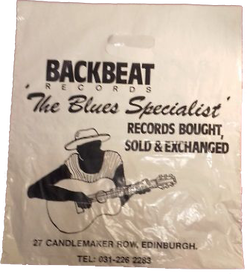 BACKBEAT
RECORDS
'The Blues Specialist'
RECORDS BOUGHT,
SOLD & EXCHANGED
27 CANDLEMAKER ROW, EDINBURGH.
TEL: 031-226 2283